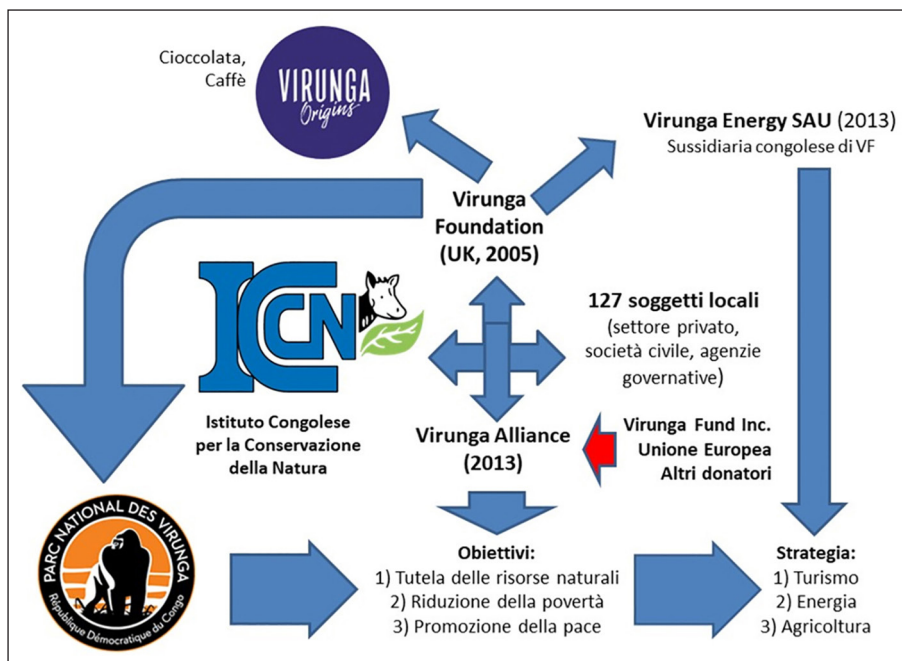 Cioccolata,
Caffè
VIRUNGA
Origins
Virunga Energy SAU (2013)
Sussidiaria congolese di VF
Virunga
Foundation
(UK, 2005)
ICCN
127 soggetti locali
(settore privato,
società civile, agenzie
governative)
Istituto Congolese
per la Conservazione
della Natura
Virunga Alliance
(2013)
Virunga Fund Inc.
Unione Europea
Altri donatori
PARC NATIONAL DES VIRUNGA
République Démocratique du Congo
Obiettivi:
1) Tutela delle risorse naturali
2) Riduzione della povertà
3) Promozione della pace
Strategia:
1) Turismo
2) Energia
3) Agricoltura